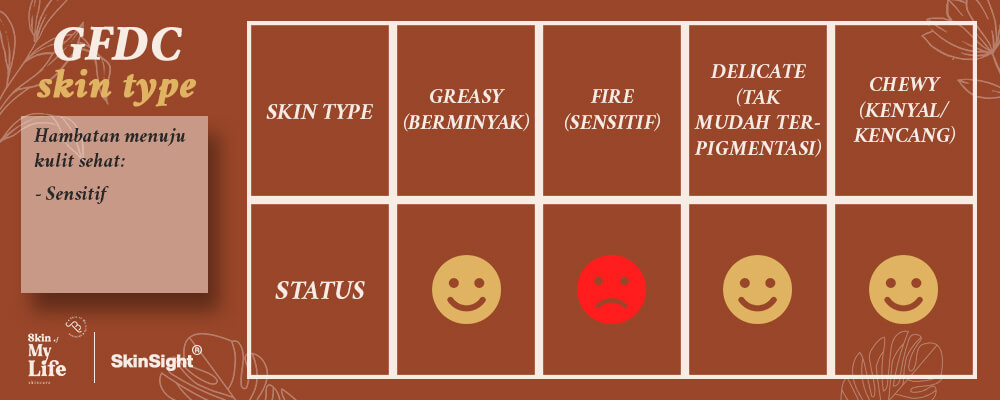 GFDC
skin type
Hambatan menuju
kulit sehat:
- Sensitif
SKIN TYPE
GREASY
(BERMINYAK)
FIRE
(SENSITIF)
DELICATE
(TAK
MUDAH TER-
PIGMENTASI)
CHEWY
(KENYAL/
KENCANG)
STATUS
Skin of
My
Life
skincare
SkinSight®